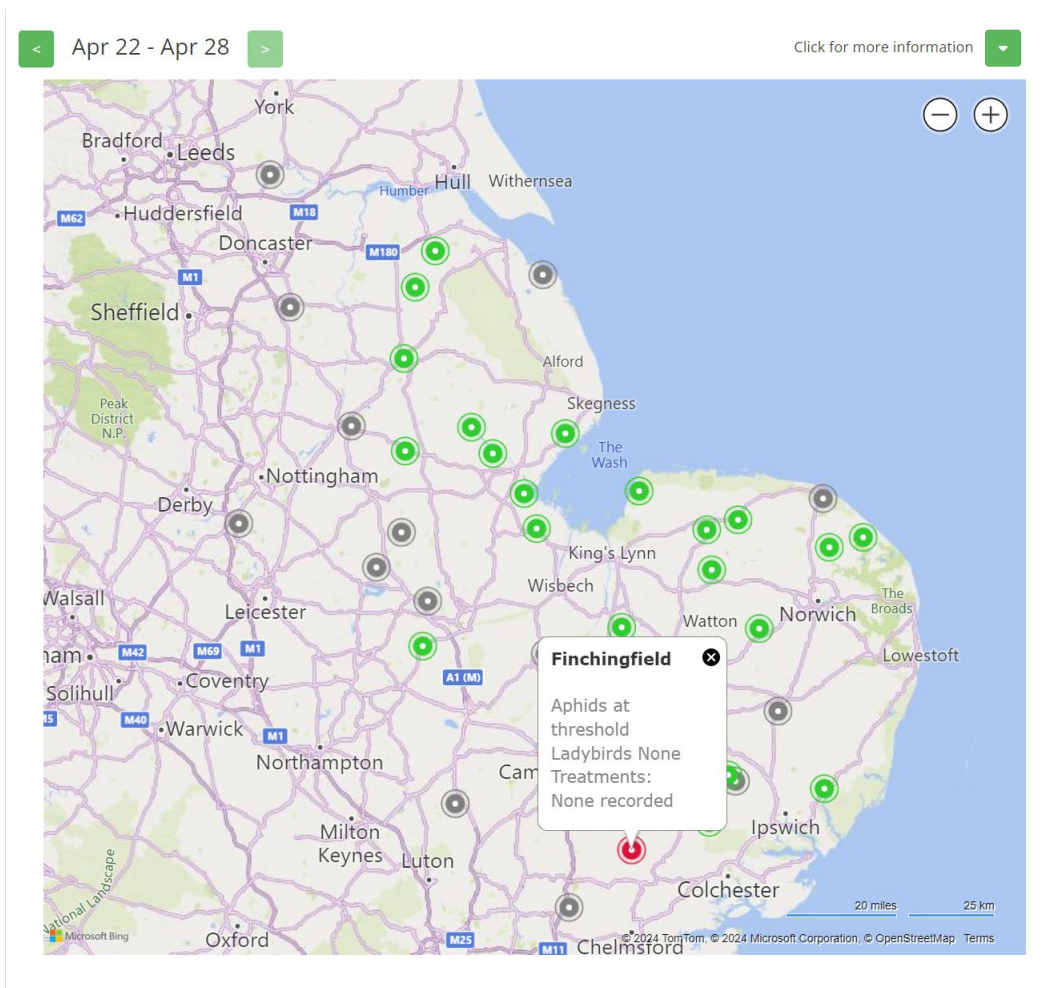 < Apr 22 - Apr 28 >
Click for more information
York
Bradford
Leeds
Humber
Hull
Withernsea
M62
Huddersfield
M18
Doncaster
M180
M1
Sheffield
Alford
Peak
District
N.P.
Skegness
The
Wash
Nottingham
Derby
King's Lynn
Wisbech
Walsall
Leicester
Watton
Norwich
The
Broads
ham
M42
M69
M1
Lowestoft
Solihull
Coventry
A1 (M)
Finchingfield
Aphids at
threshold
Ladybirds None
Treatments:
None recorded
M40
Warwick
M1
Northampton
Cam
Ipswich
Milton
Keynes
Luton
Colchester
National Landscape
20 miles
25 km
Microsoft Bing
Oxford
M25
M11
Chelmsford
© 2024 TomTom, © 2024 Microsoft Corporation, © OpenStreetMap Terms